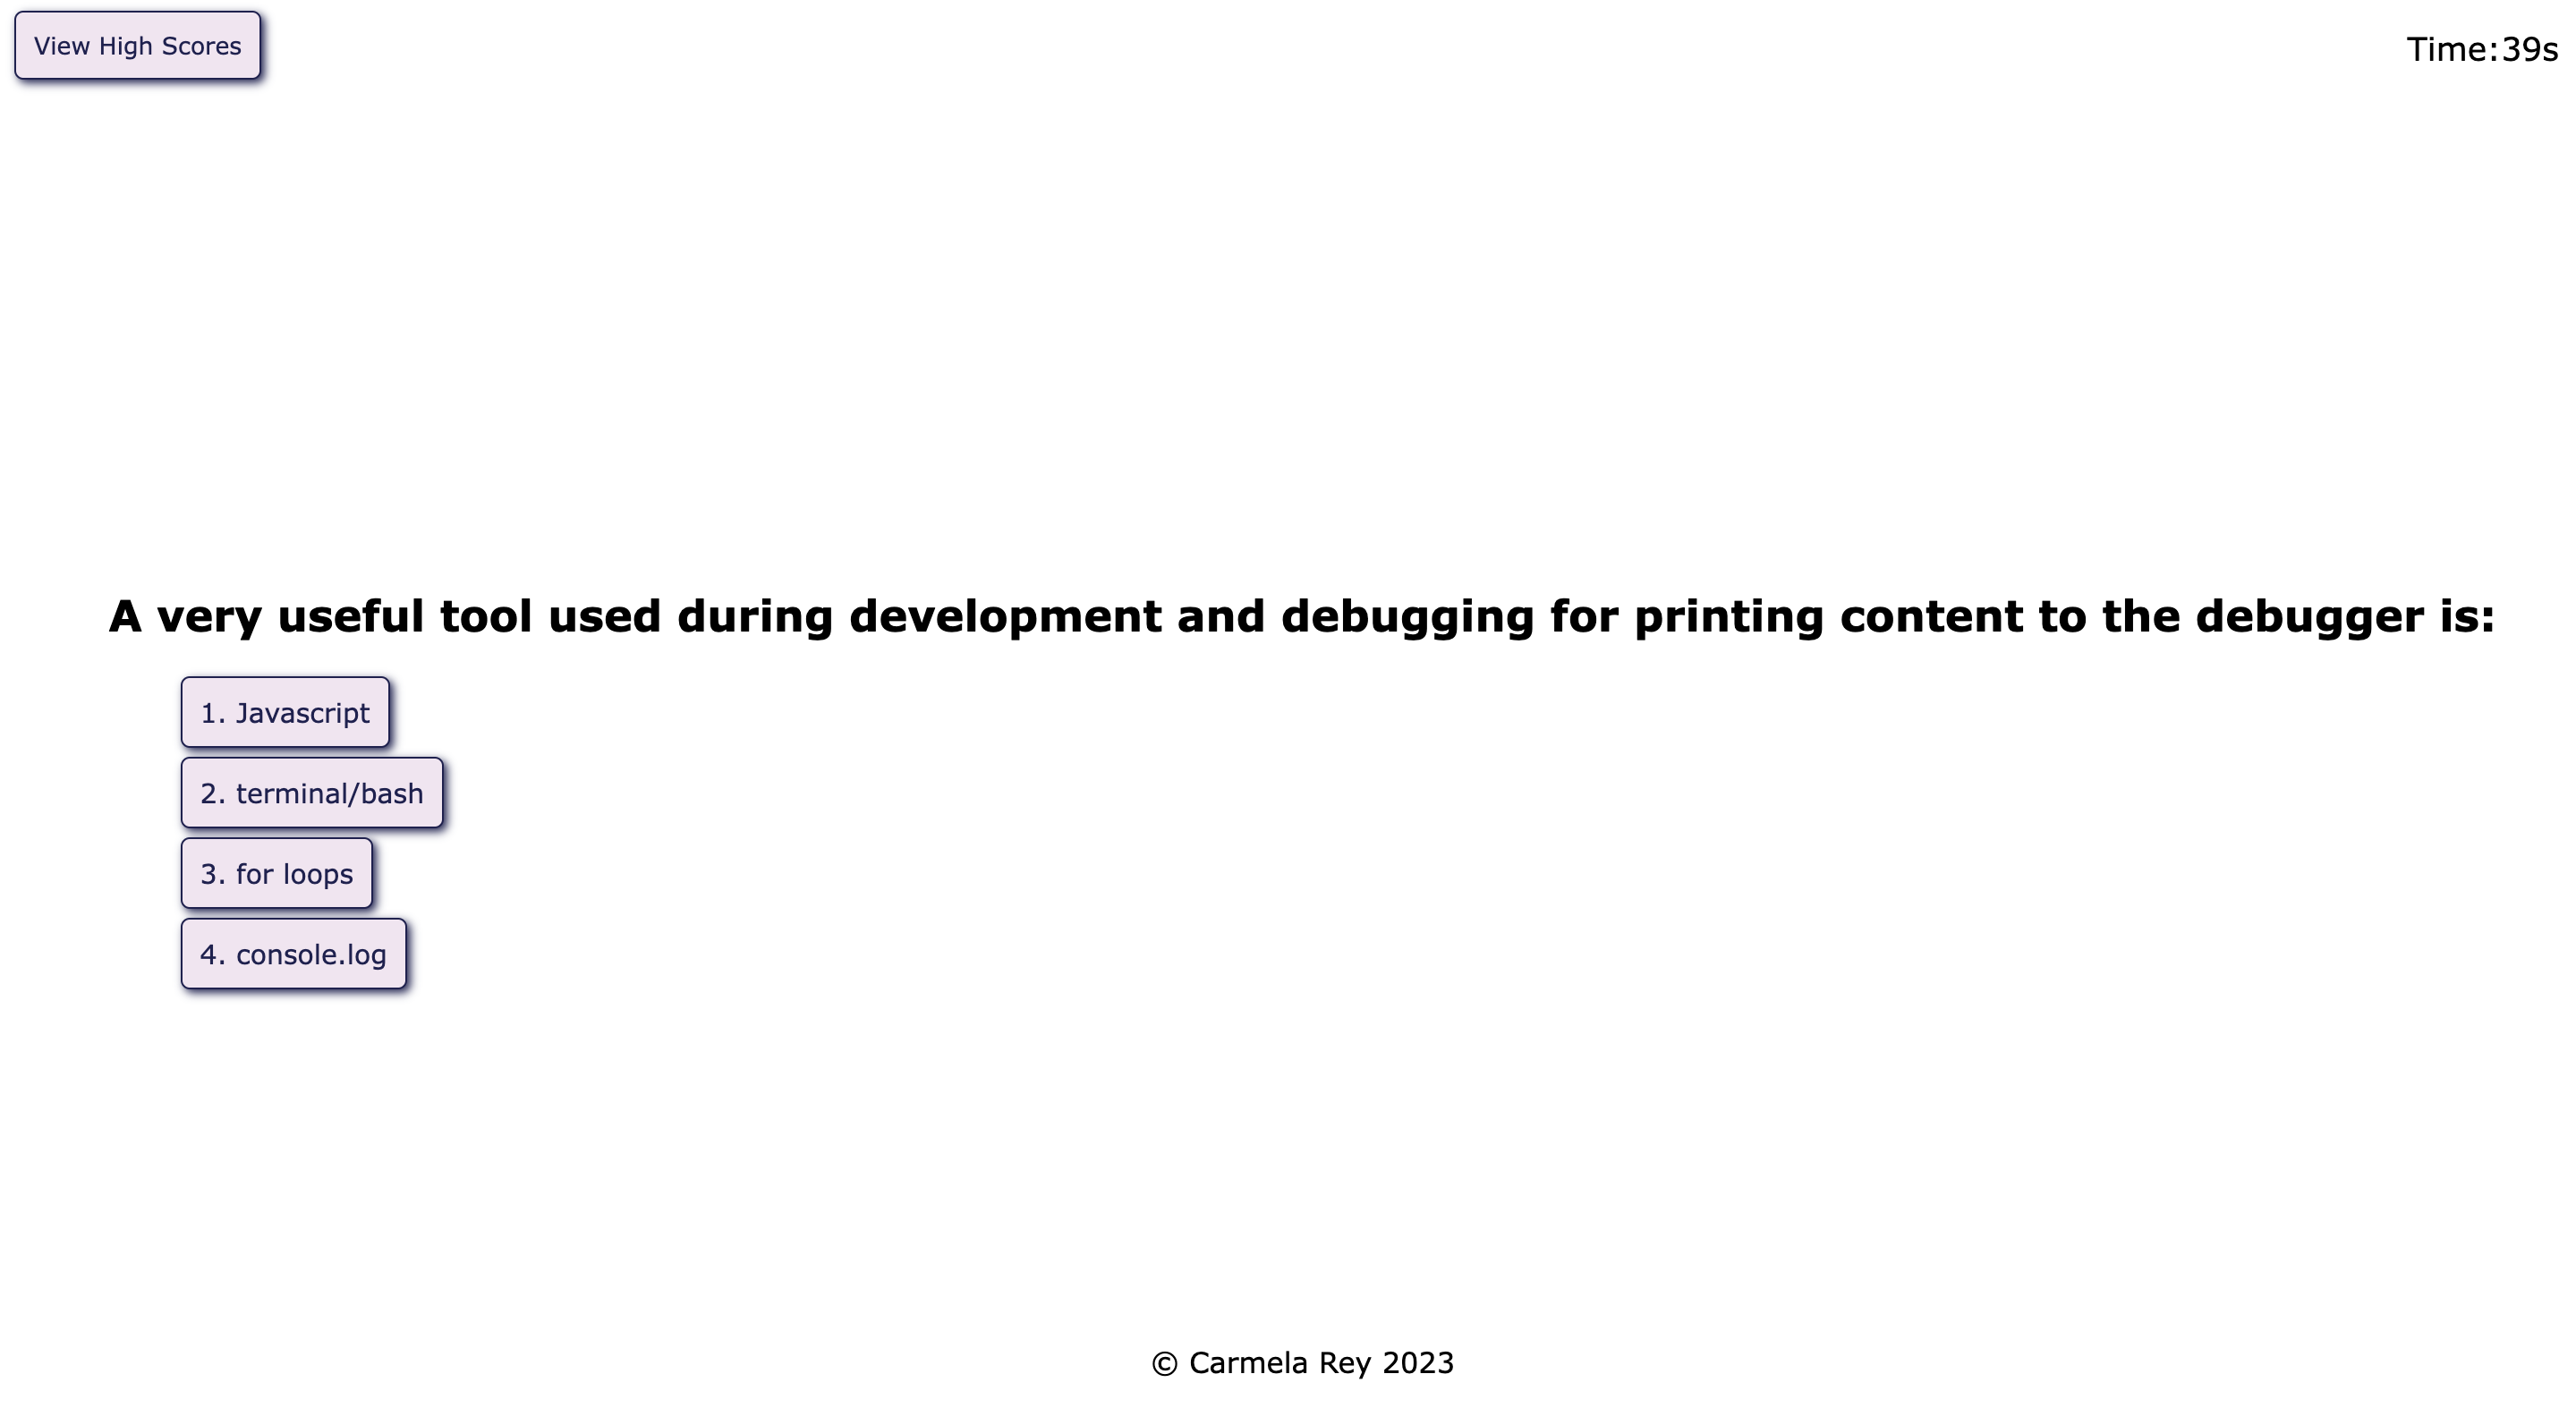 View High Scores
Time:39s
A very useful tool used during development and debugging for printing content to the debugger is:
1. Javascript
2. terminal/bash
3. for loops
4. console.log
© Carmela Rey 2023